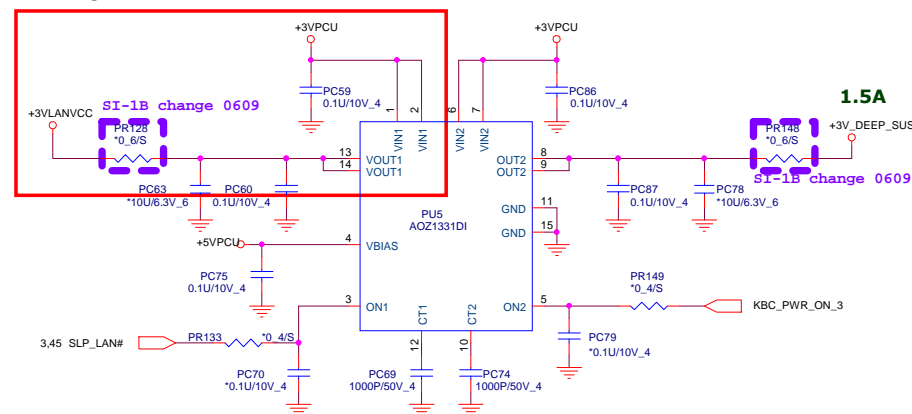 +3VPCU
+3VPCU
PC59
0.1U/10V_4
PC86
0.1U/10V_4
1.5A
SI-1B change 0609
+3VLANVCC
PR128
*0_6/S
1
2
6
7
VIN1
VIN1
VIN2
VIN2
PR148
*0_6/S
+3V_DEEP_SUS
SI-1B change 0609
13
14
VOUT1
VOUT1
8
9
OUT2
OUT2
PC63
*10U/6.3V_6
PC60
0.1U/10V_4
PC87
0.1U/10V_4
PC78
*10U/6.3V_6
PU5
AOZ1331DI
GND
11
GND
15
+5VPCU
4
VBIAS
PC75
0.1U/10V_4
3
ON1
ON2
5
PR149
*0_4/S
KBC_PWR_ON_3
CT1
CT2
12
10
3,45 SLP_LAN#
PR133
*0_4/S
PC79
*0.1U/10V_4
PC70
*0.1U/10V_4
PC69
1000P/50V_4
PC74
1000P/50V_4